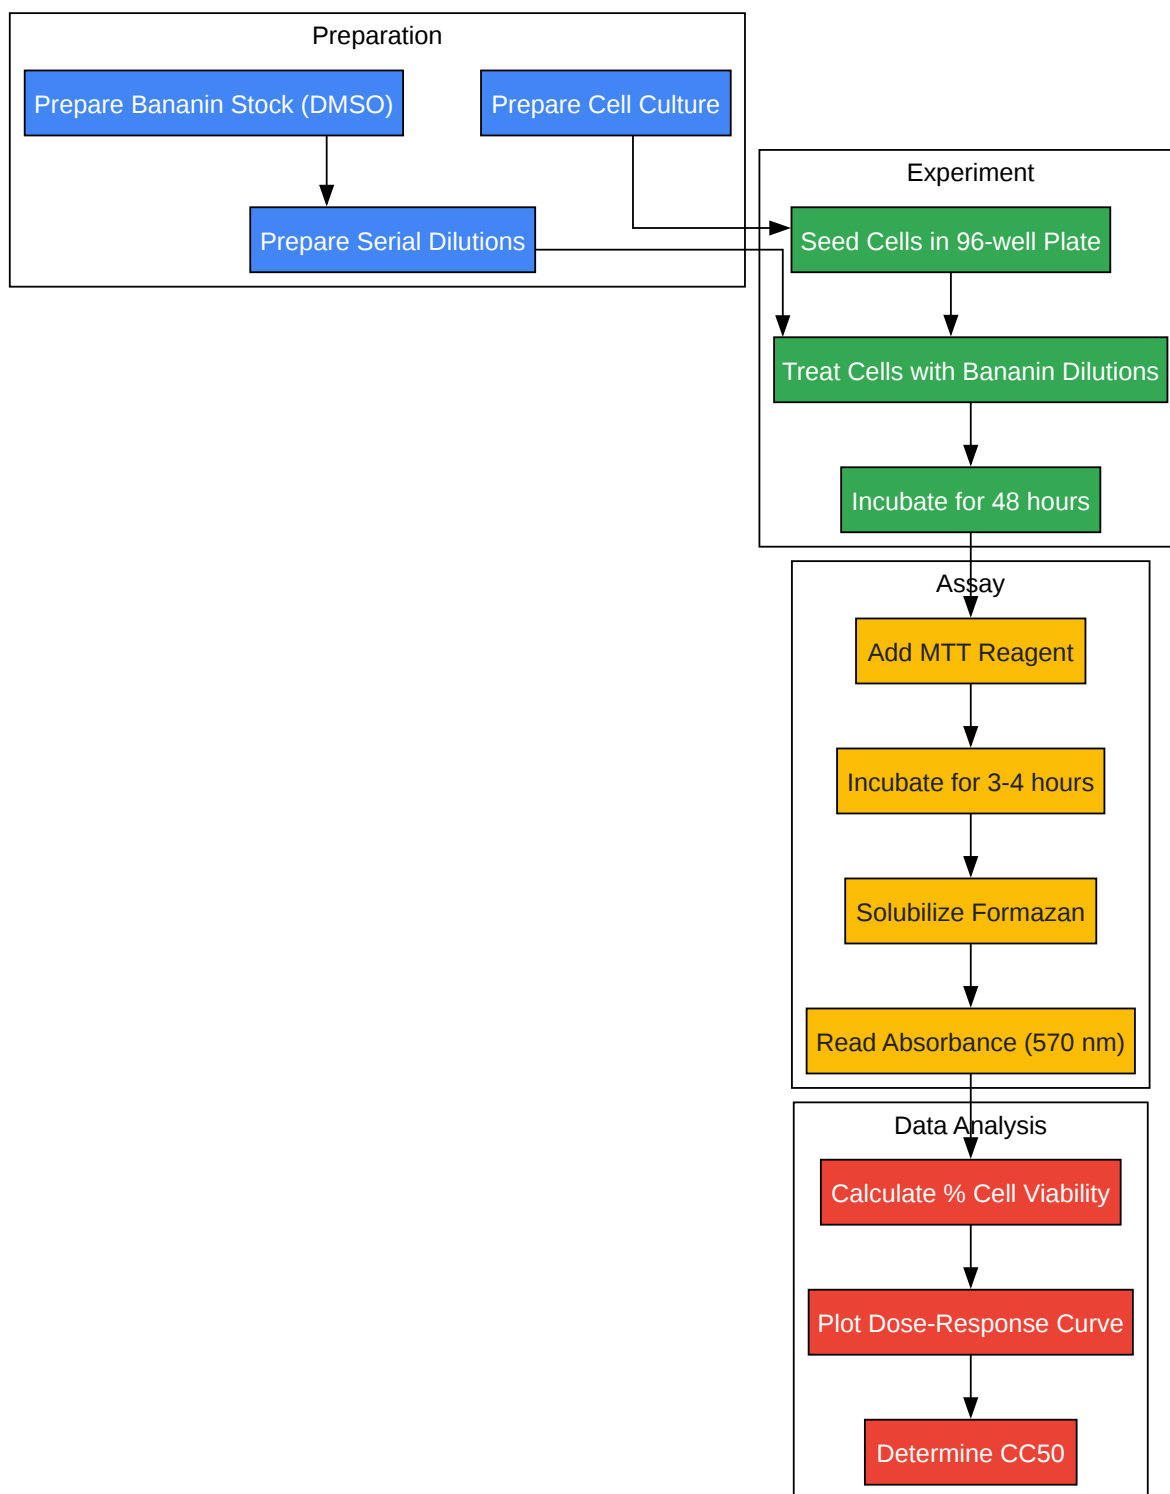 Preparation
Prepare Bananin Stock (DMSO)
Prepare Cell Culture
Prepare Serial Dilutions
Experiment
Seed Cells in 96-well Plate
Treat Cells with Bananin Dilutions
Incubate for 48 hours
Assay
Add MTT Reagent
Incubate for 3-4 hours
Solubilize Formazan
Read Absorbance (570 nm)
Data Analysis
Calculate % Cell Viability
Plot Dose-Response Curve
Determine CC50